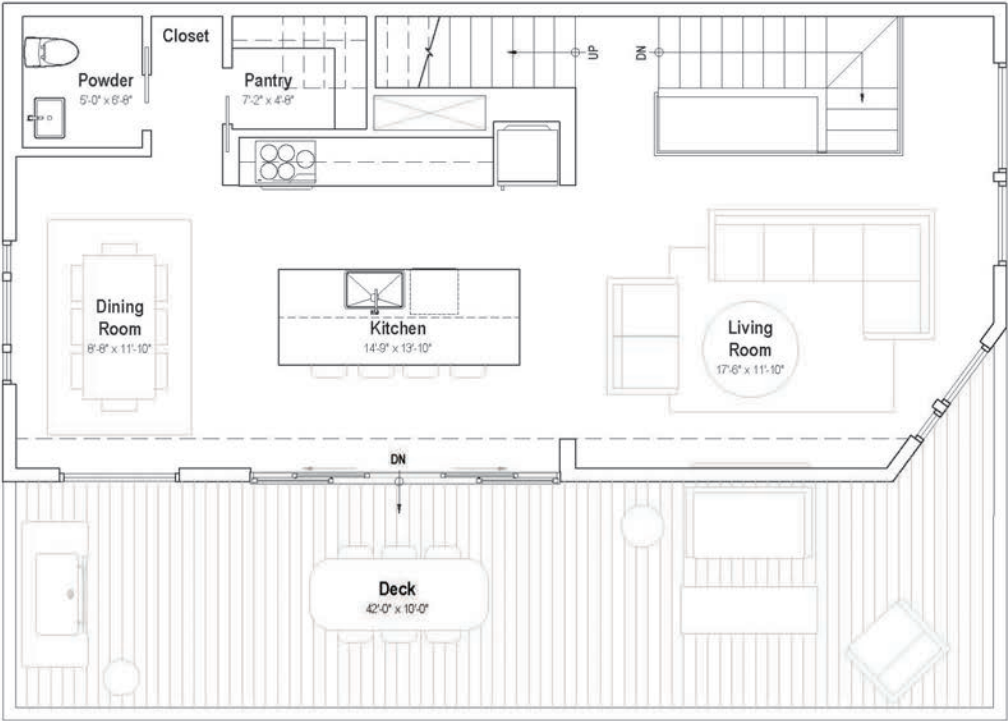 Closet
Powder
5'-0" x 6'-8"
Pantry
7'-2" x 4'-8"
UP
DN
Dining
Room
8'-8" x 11'-10"
Kitchen
14'-9" x 13'-10"
Living
Room
17'-6" x 11'-10"
DN
Deck
42'-0" x 10'-0"